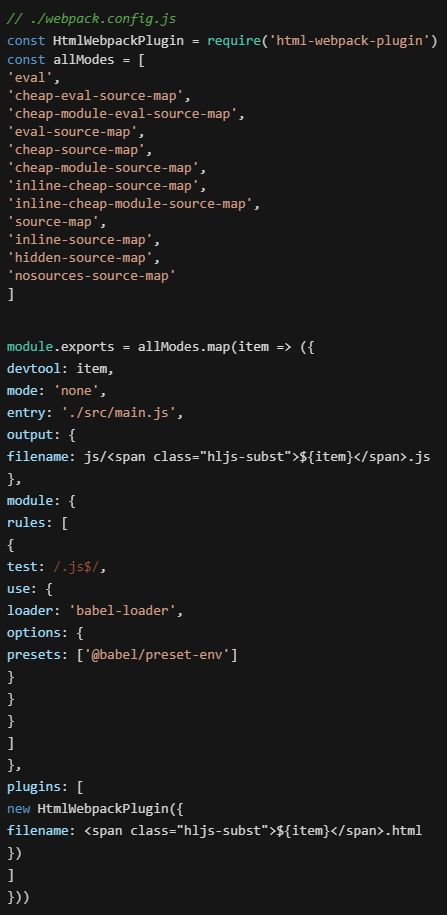 // ./webpack.config.js
const HtmlWebpackPlugin = require('html-webpack-plugin')
const allModes = [
'eval',
'cheap-eval-source-map',
'cheap-module-eval-source-map',
'eval-source-map',
'cheap-source-map',
'cheap-module-source-map',
'inline-cheap-source-map',
'inline-cheap-module-source-map',
'source-map',
'inline-source-map',
'hidden-source-map',
'nosources-source-map'
]
module.exports = allModes.map(item => ({
devtool: item,
mode: 'none',
entry: './src/main.js',
output: {
filename: js/<span class="hljs-subst">${item}</span>.js
},
module: {
rules: [
{
test: /.js$/,
use: {
loader: 'babel-loader',
options: {
presets: ['@babel/preset-env']
}
}
}
]
},
plugins: [
new HtmlWebpackPlugin({
filename: <span class="hljs-subst">${item}</span>.html
})
]
}))